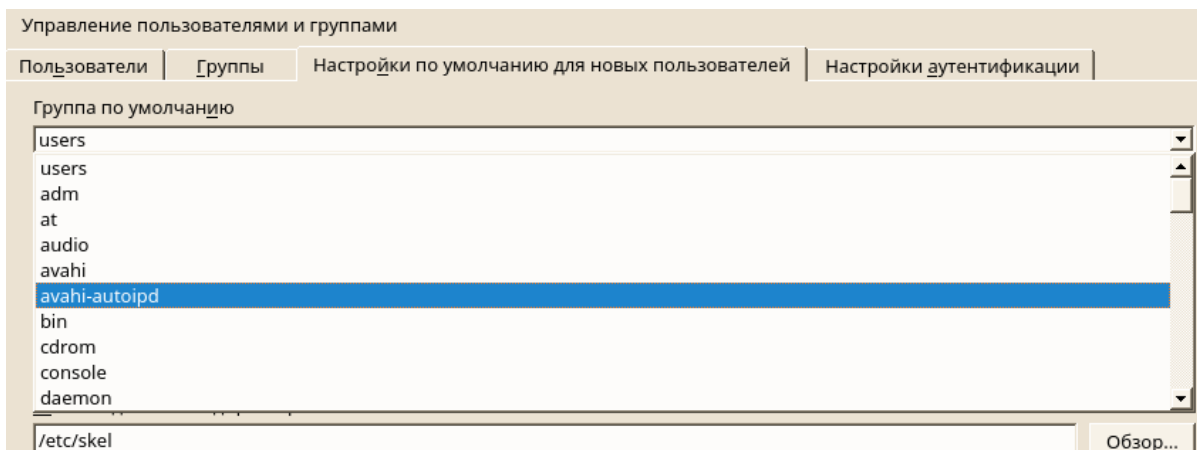 Управление пользователями и группами
Пользователи Группы Настройки по умолчанию для новых пользователей Настройки аутентификации
Группа по умолчанию
users
users
adm
at
audio
avahi
avahi-autoipd
bin
cdrom
console
daemon
/etc/skel Обзор...